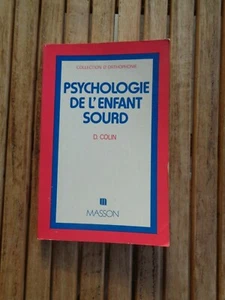 COLLECTION D'ORTHOPHONIE
PSYCHOLOGIE
DE L'ENFANT
SOURD
D. COLIN
MASSON